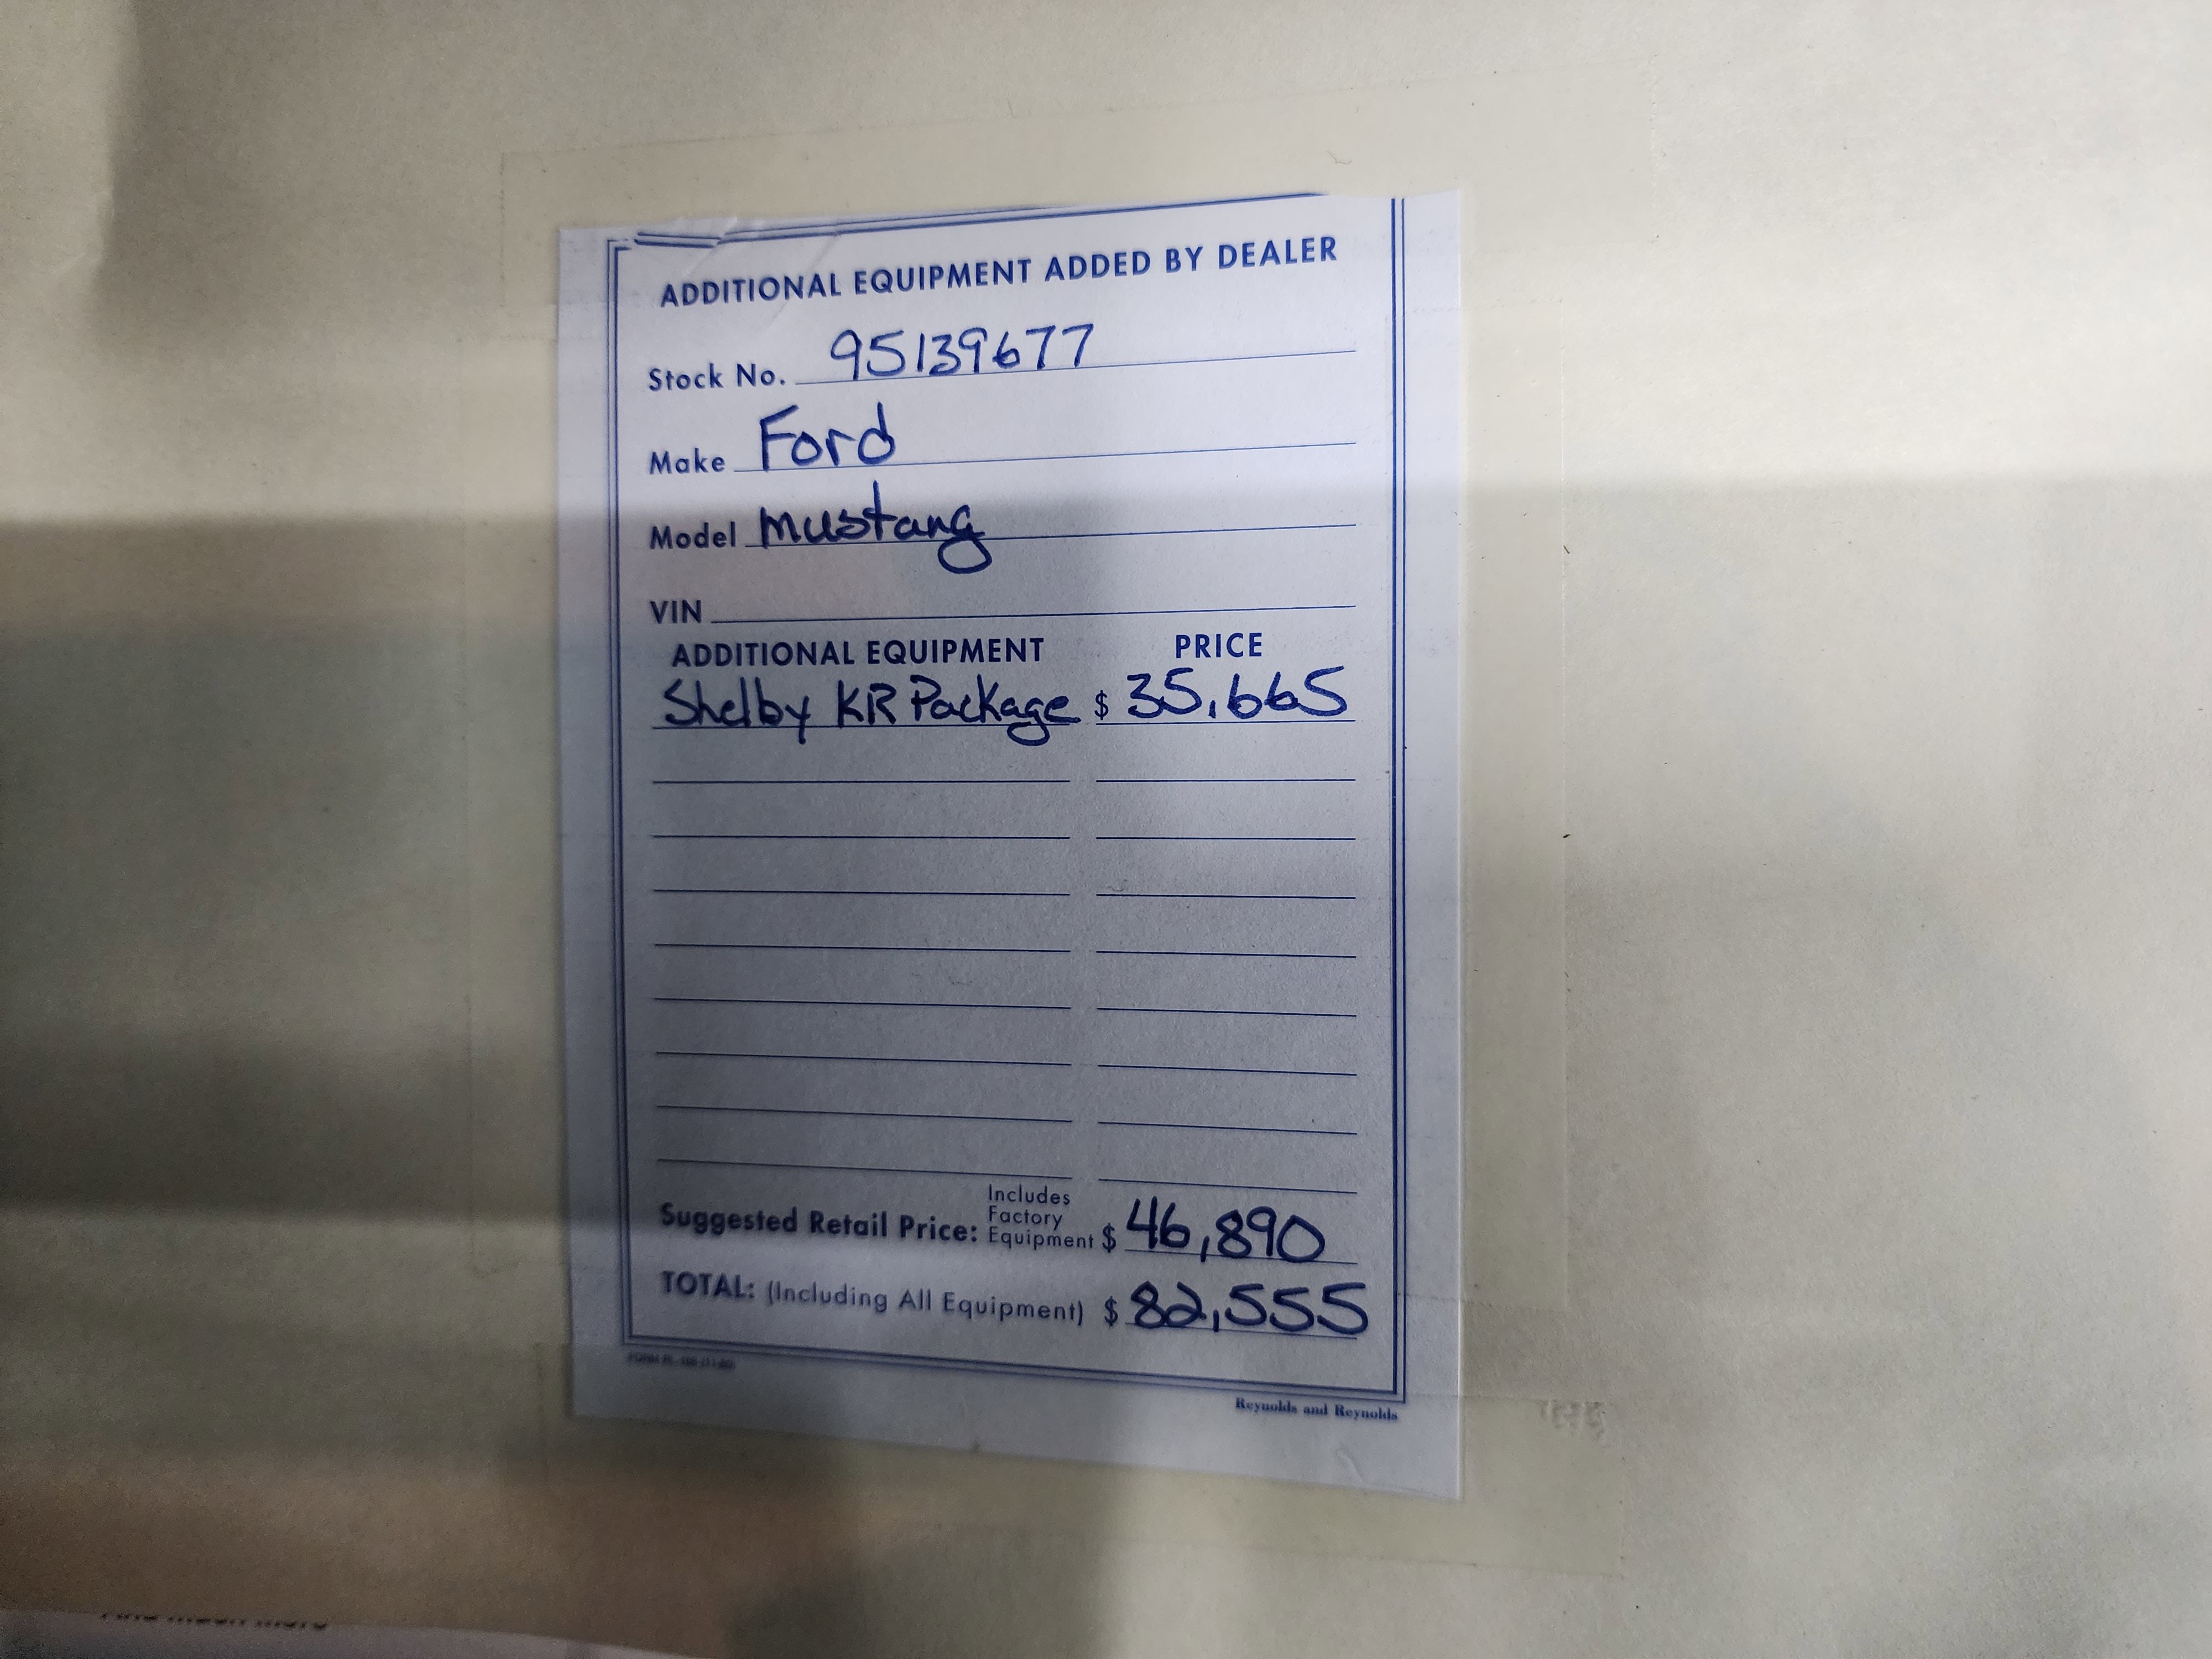 ADDITIONAL EQUIPMENT ADDED BY DEALER
Stock No. 95139677
Make Ford
Model Mustang
VIN
ADDITIONAL EQUIPMENT PRICE
Shelby KR Package $ 35,665
Suggested Retail Price: Includes Factory Equipment $ 46,890
TOTAL: (Including All Equipment) $ 82,555
Reynolds and Reynolds